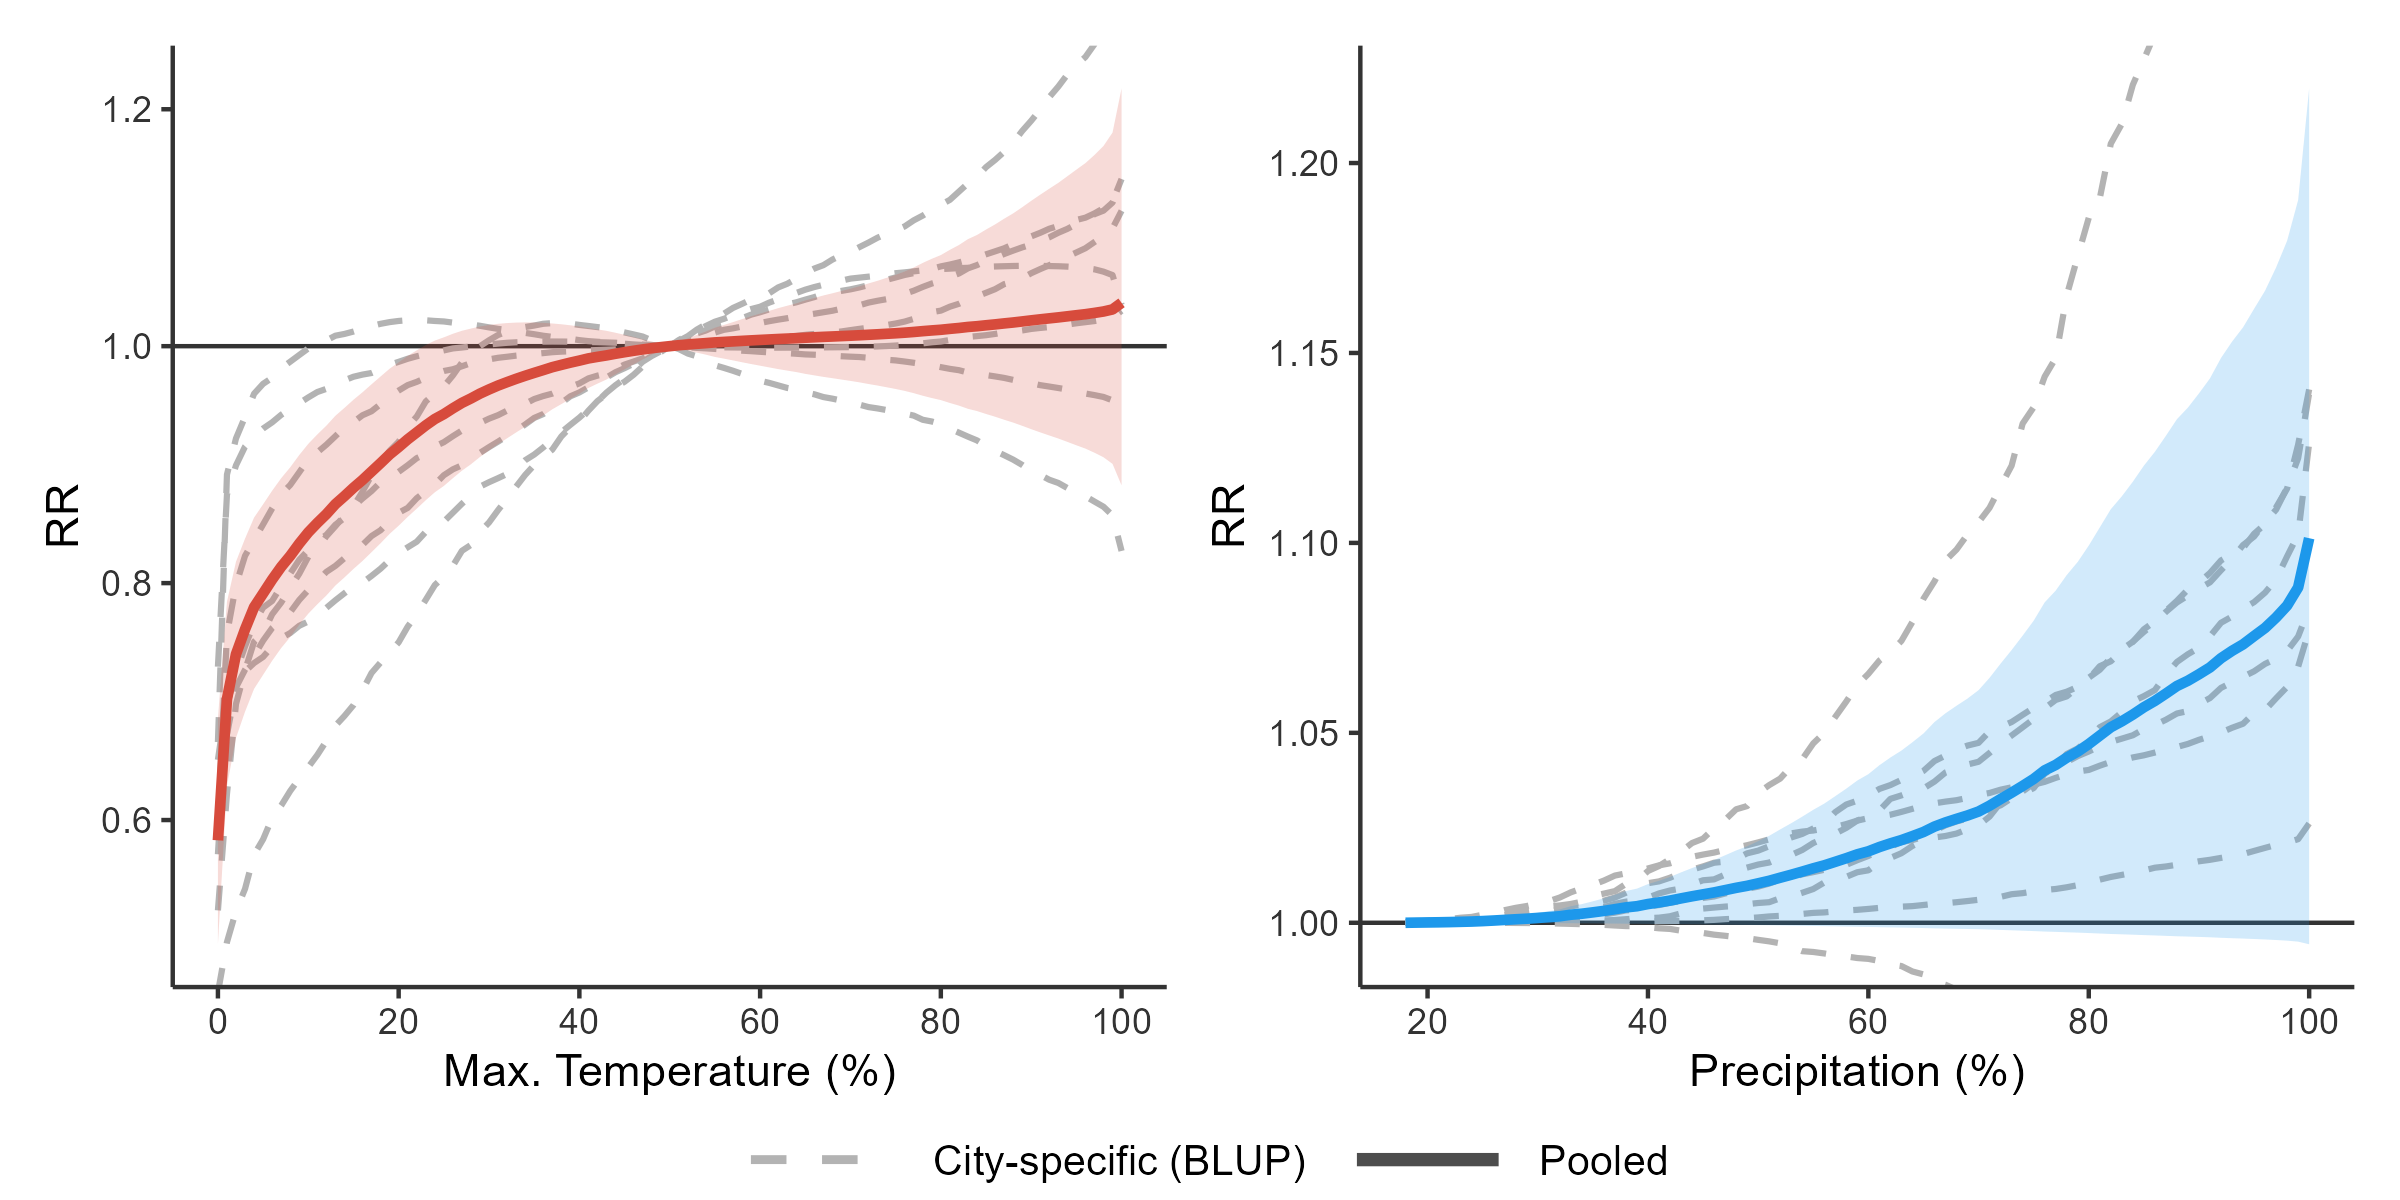 RR
1.2
1.0
0.8
0.6
0 20 40 60 80 100
Max. Temperature (%)
RR
1.20
1.15
1.10
1.05
1.00
20 40 60 80 100
Precipitation (%)
City-specific (BLUP) Pooled